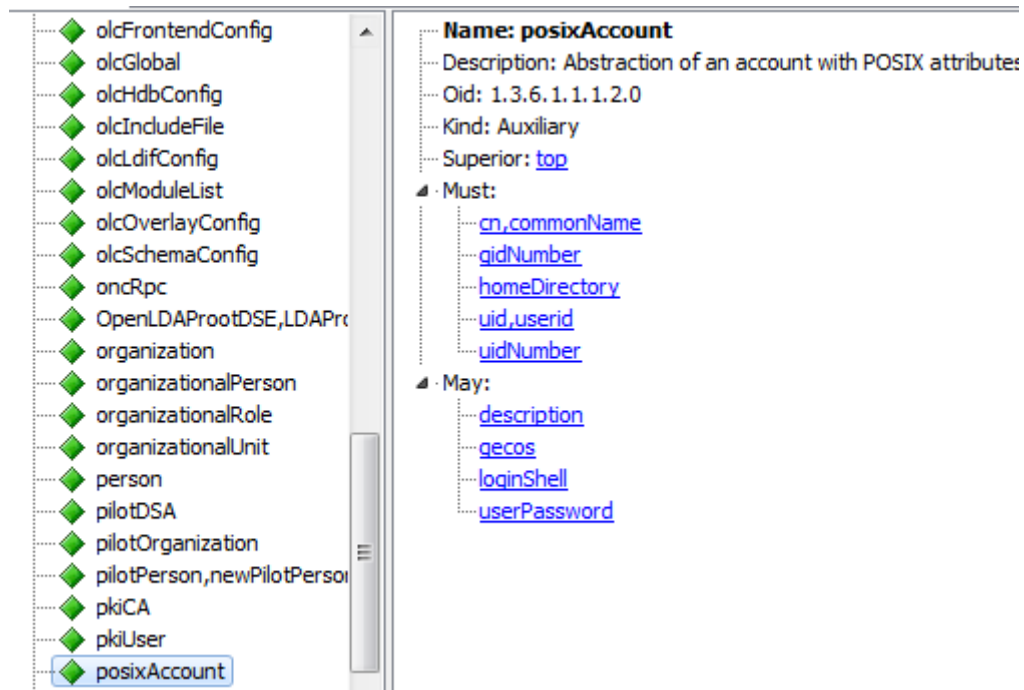 olcFrontendConfig
olcGlobal
olcHdbConfig
olcIncludeFile
olcLdifConfig
olcModuleList
olcOverlayConfig
olcSchemaConfig
oncRpc
OpenLDAProotDSE,LDAPro
organization
organizationalPerson
organizationalRole
organizationalUnit
person
pilotDSA
pilotOrganization
pilotPerson,newPilotPerson
pkiCA
pkiUser
posixAccount
Name: posixAccount
Description: Abstraction of an account with POSIX attributes
Oid: 1.3.6.1.1.1.2.0
Kind: Auxiliary
Superior: top
Must:
cn,commonName
gidNumber
homeDirectory
uid,userid
uidNumber
May:
description
gecos
loginShell
userPassword